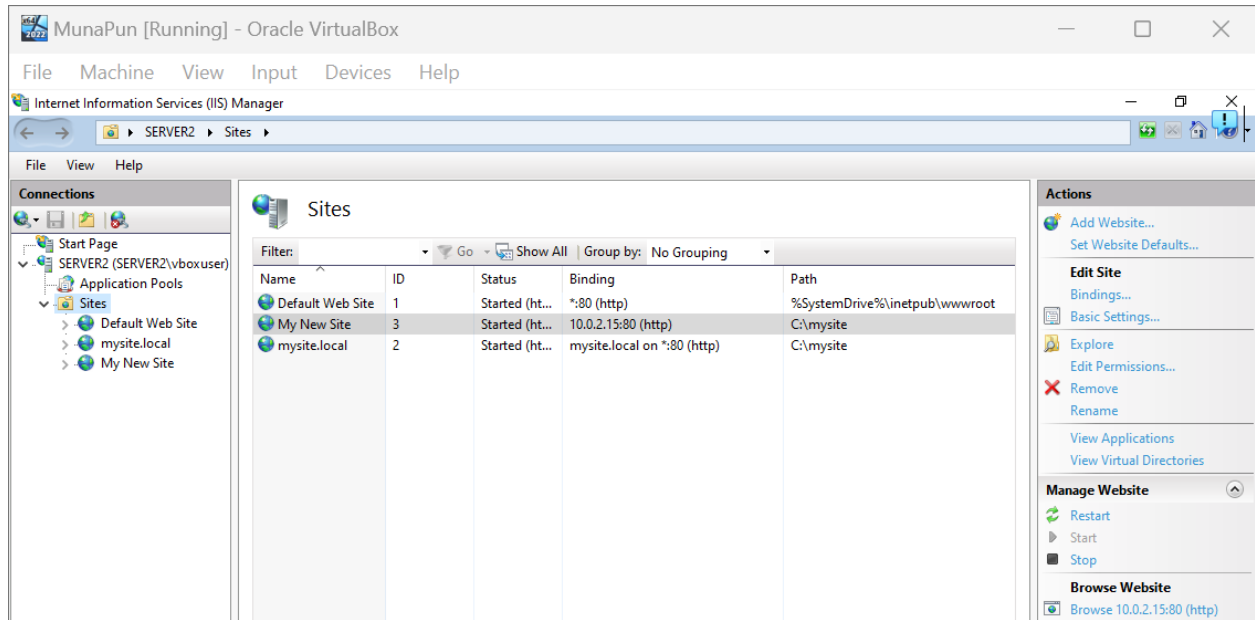 MunaPun [Running] - Oracle VirtualBox
File Machine View Input Devices Help
Internet Information Services (IIS) Manager
SERVER2 Sites
File View Help
Connections
Start Page
SERVER2 (SERVER2\vboxuser)
Application Pools
Sites
Default Web Site
mysite.local
My New Site
Sites
Filter: Go Show All Group by: No Grouping
Name ID Status Binding Path
Default Web Site 1 Started (ht... *:80 (http) %SystemDrive%\inetpub\wwwroot
My New Site 3 Started (ht... 10.0.2.15:80 (http) C:\mysite
mysite.local 2 Started (ht... mysite.local on *:80 (http) C:\mysite
Actions
Add Website...
Set Website Defaults...
Edit Site
Bindings...
Basic Settings...
Explore
Edit Permissions...
Remove
Rename
View Applications
View Virtual Directories
Manage Website
Restart
Start
Stop
Browse Website
Browse 10.0.2.15:80 (http)